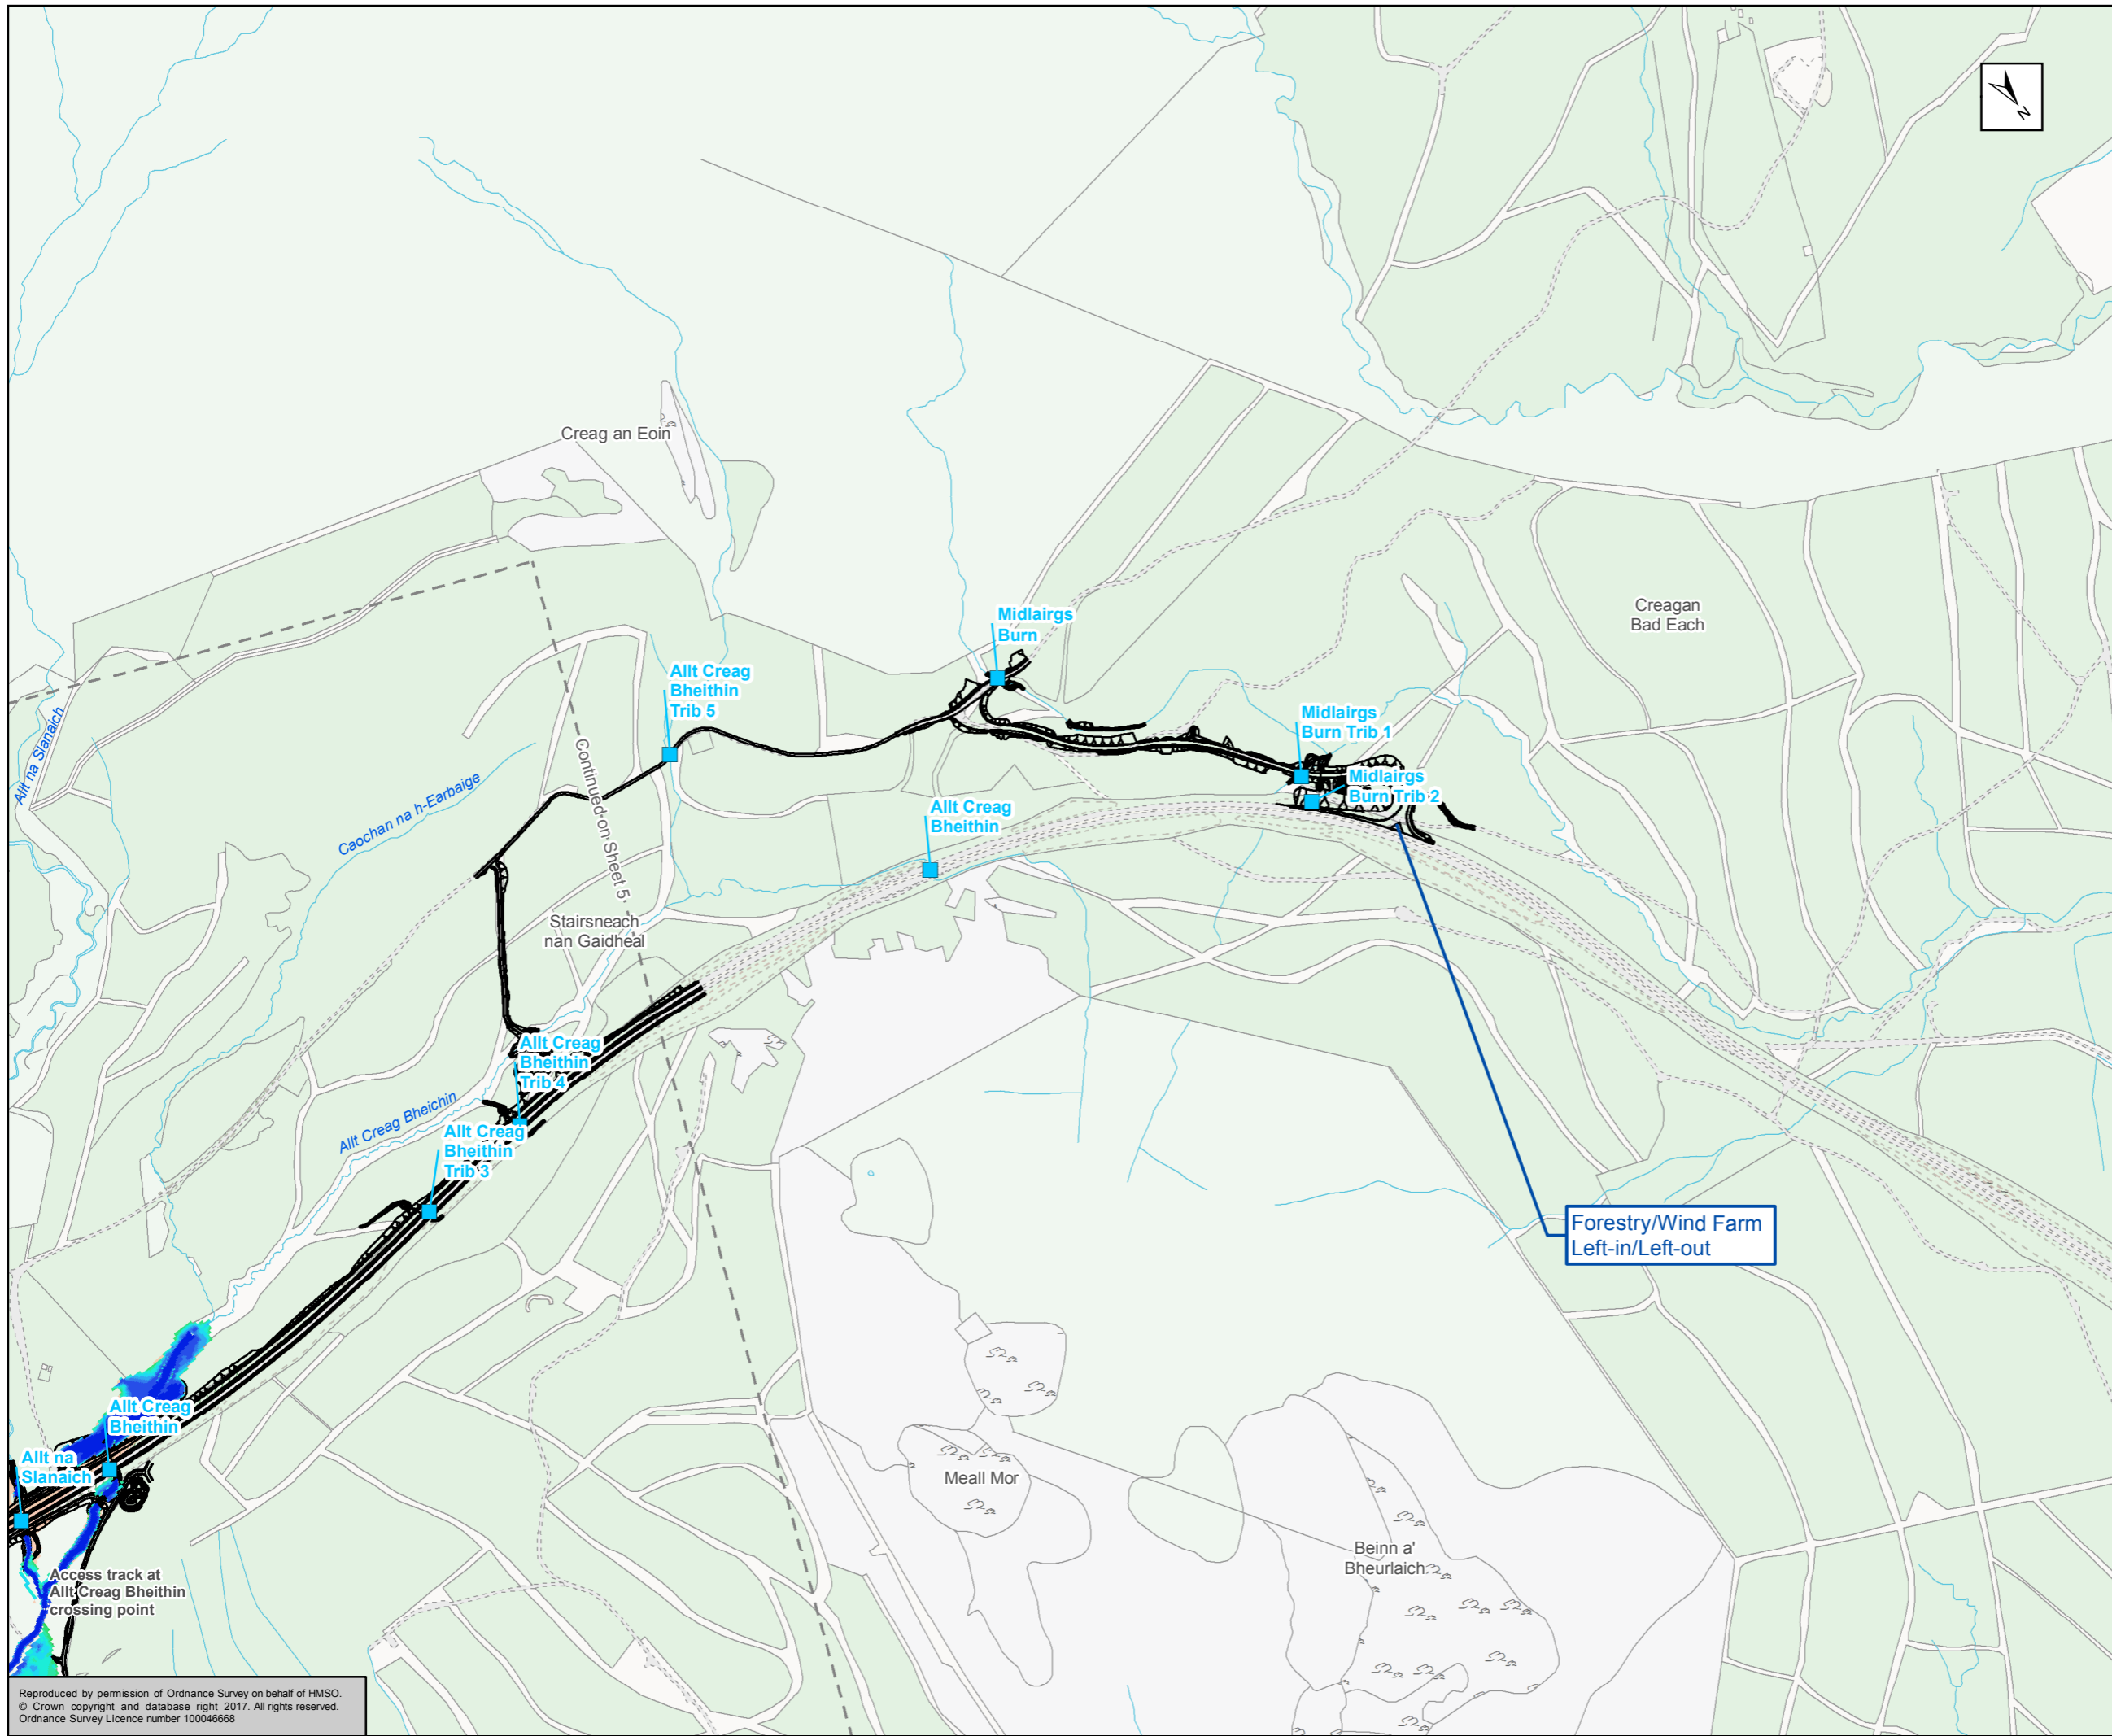 N
Creag an Eoin
Creagan
Bad Each
Midlairgs
Burn
Allt Creag
Bheithin
Trib 5
Midlairgs
Burn Trib 1
Midlairgs
Burn Trib 2
Allt na Slanaich
Continued on Sheet 5
Caochan na h-Earbaige
Allt Creag
Bheithin
Stairsneach
nan Gaidheal
Allt Creag
Bheithin
Trib 4
Allt Creag Bheichin
Allt Creag
Bheithin
Trib 3
Forestry/Wind Farm
Left-in/Left-out
Allt Creag
Bheithin
Allt na
Slanaich
Meall Mor
Beinn a'
Bheurlaich
Access track at
Allt Creag Bheithin
crossing point
Reproduced by permission of Ordnance Survey on behalf of HMSO.
© Crown copyright and database right 2017. All rights reserved.
Ordnance Survey Licence number 100046668